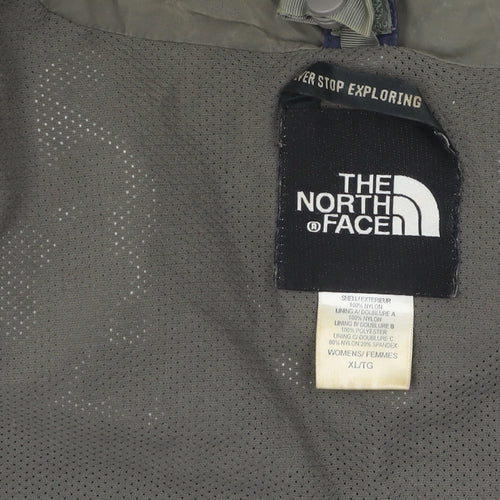 VER STOP EXPLORING
THE
NORTH
® FACE
SHELL/ EXTERIEUR
100% NYLON
LINING A/ DOUBLURE A
100% NYLON
LINING B/ DOUBLURE B
100% POLYESTER
LINING C/ DOUBLURE-C
80% NYLON 20% SPANDEX
WOMENS/ FEMMES
XL/TG